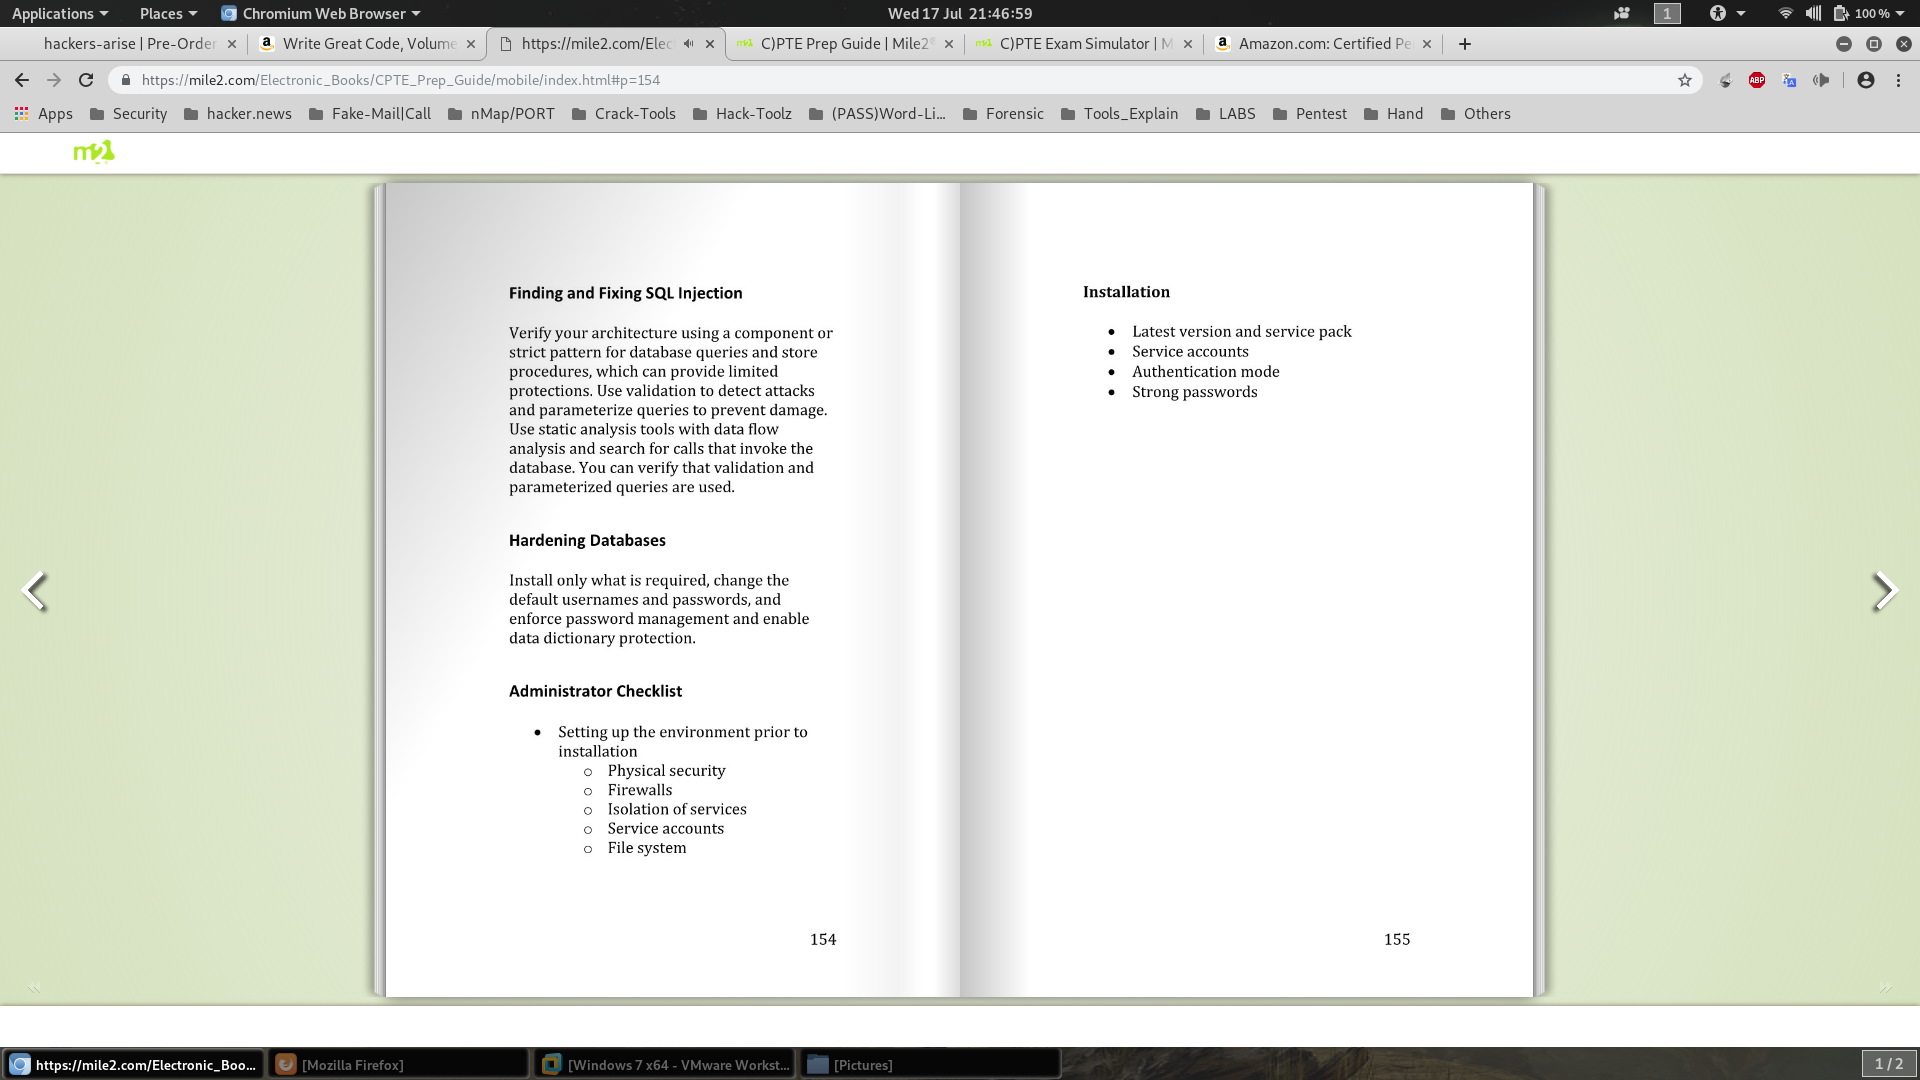 Applications
Places
Chromium Web Browser
Wed 17 Jul 21:46:59
1
100 %
hackers-arise | Pre-Order
Write Great Code, Volume
https://mile2.com/Elec
C)PTE Prep Guide | Mile2®
C)PTE Exam Simulator | M
Amazon.com: Certified Pe
https://mile2.com/Electronic_Books/CPTE_Prep_Guide/mobile/index.html#p=154
ABP
Apps
Security
hacker.news
Fake-Mail|Call
nMap/PORT
Crack-Tools
Hack-Toolz
(PASS)Word-Li...
Forensic
Tools_Explain
LABS
Pentest
Hand
Others
m2
Finding and Fixing SQL Injection
Verify your architecture using a component or
strict pattern for database queries and store
procedures, which can provide limited
protections. Use validation to detect attacks
and parameterize queries to prevent damage.
Use static analysis tools with data flow
analysis and search for calls that invoke the
database. You can verify that validation and
parameterized queries are used.
Hardening Databases
Install only what is required, change the
default usernames and passwords, and
enforce password management and enable
data dictionary protection.
Administrator Checklist
• Setting up the environment prior to
installation
○ Physical security
○ Firewalls
○ Isolation of services
○ Service accounts
○ File system
154
Installation
• Latest version and service pack
• Service accounts
• Authentication mode
• Strong passwords
155
https://mile2.com/Electronic_Boo...
[Mozilla Firefox]
[Windows 7 x64 - VMware Workst...
[Pictures]
1 / 2